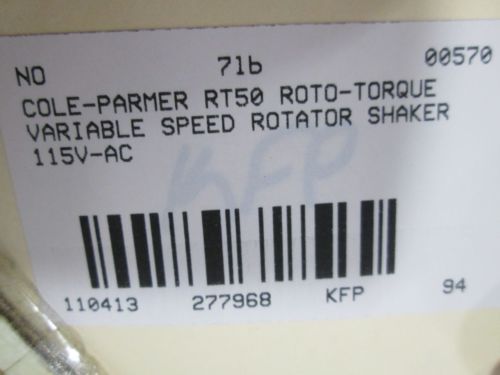 NO 71b 00570
COLE-PARMER RT50 ROTO-TORQUE
VARIABLE SPEED ROTATOR SHAKER
115V-AC
KFP
110413 277968 KFP 94